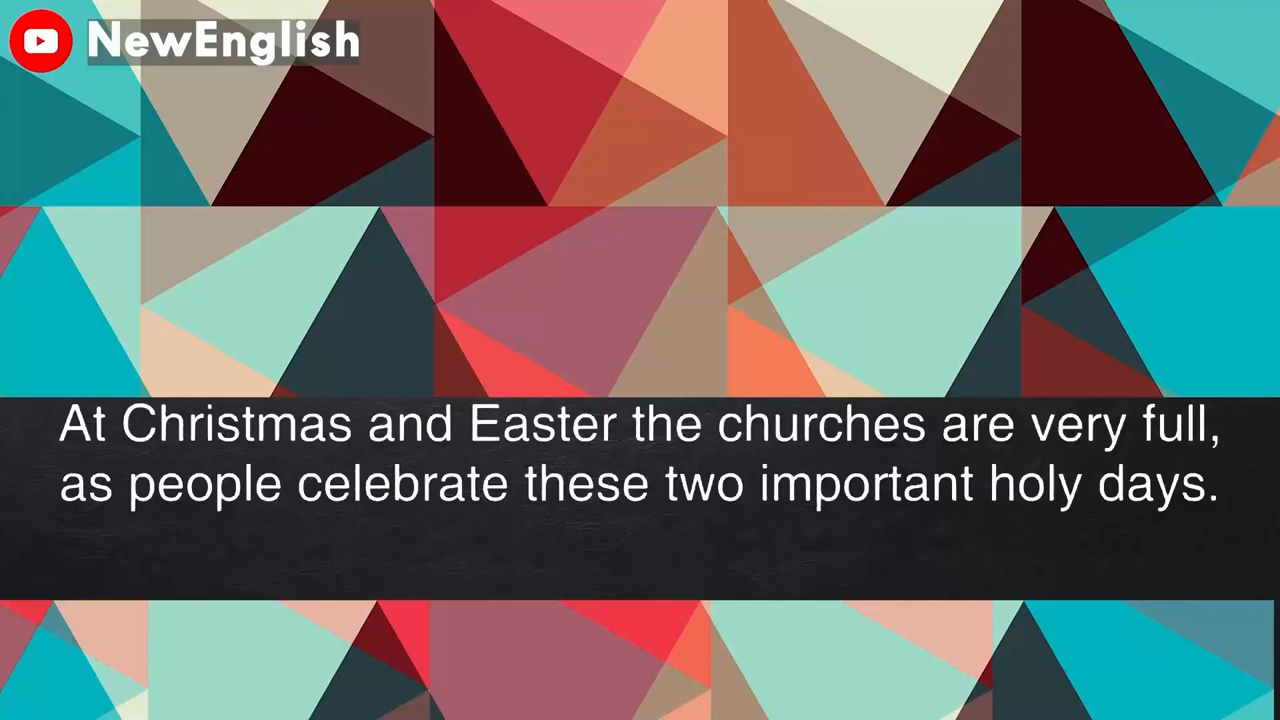 NewEnglish
At Christmas and Easter the churches are very full,
as people celebrate these two important holy days.